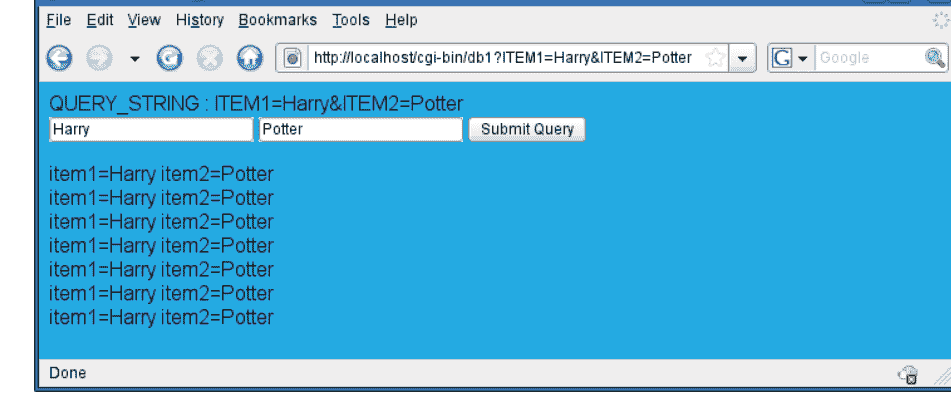 File Edit View History Bookmarks Tools Help
http://localhost/cgi-bin/db1?ITEM1=Harry&ITEM2=Potter G Google
QUERY_STRING : ITEM1=Harry&ITEM2=Potter
Harry Potter Submit Query
item1=Harry item2=Potter
item1=Harry item2=Potter
item1=Harry item2=Potter
item1=Harry item2=Potter
item1=Harry item2=Potter
item1=Harry item2=Potter
item1=Harry item2=Potter
Done